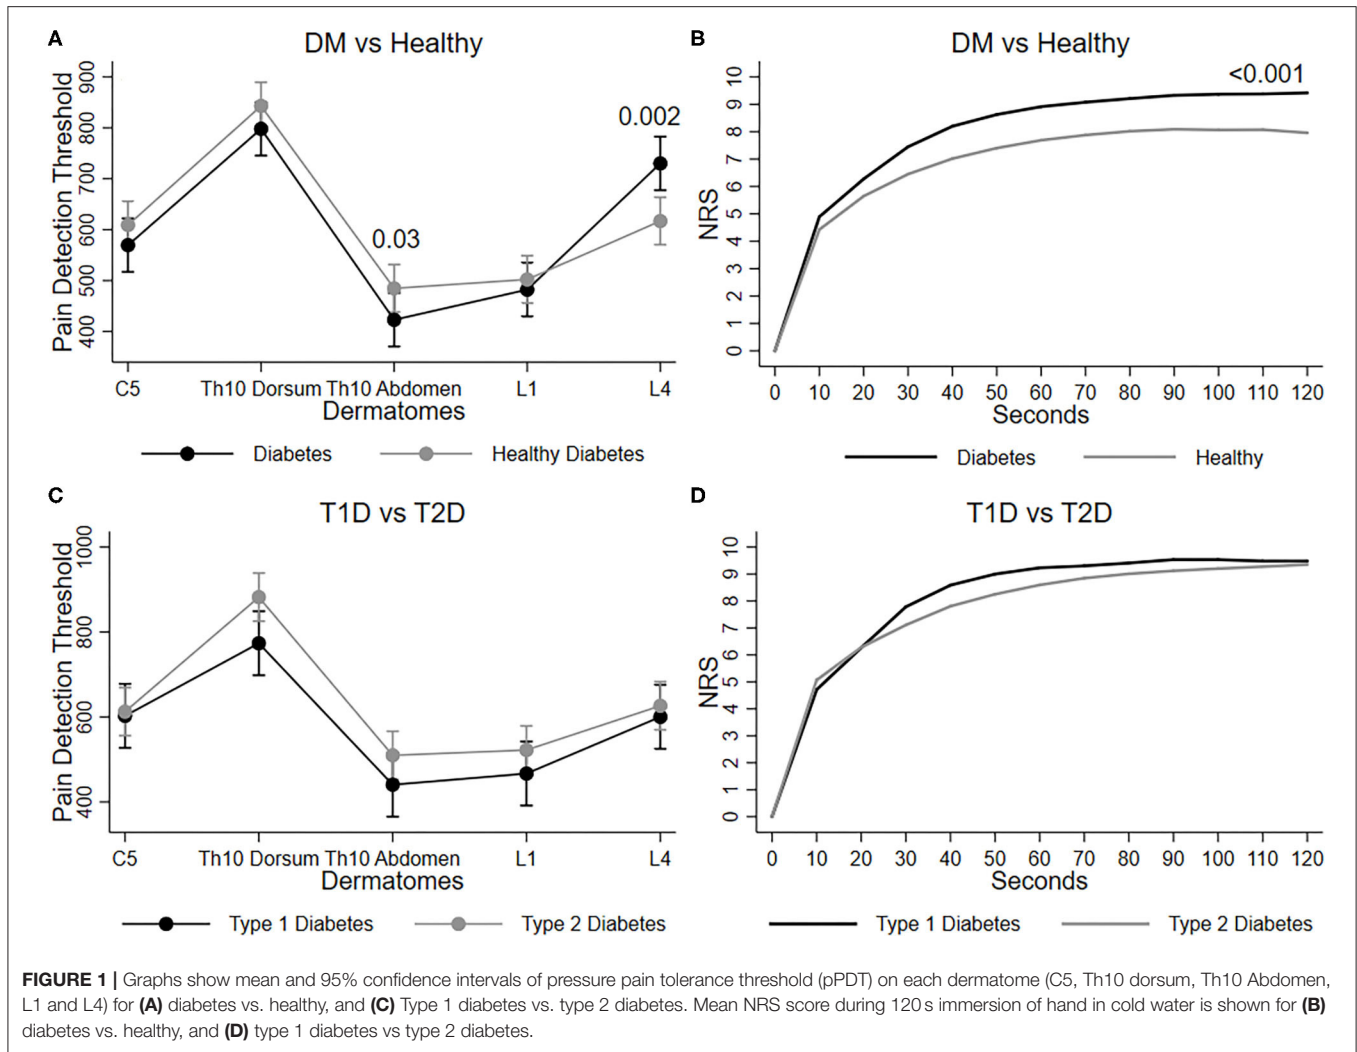 A
DM vs Healthy
Pain Detection Threshold
900
800
700
600
500
400
0.03
0.002
C5 Th10 Dorsum Th10 Abdomen L1 L4
Dermatomes
Diabetes Healthy Diabetes
B
DM vs Healthy
<0.001
NRS
10
9
8
7
6
5
4
3
2
1
0
0 10 20 30 40 50 60 70 80 90 100 110 120
Seconds
Diabetes Healthy
C
T1D vs T2D
Pain Detection Threshold
1000
800
600
400
C5 Th10 Dorsum Th10 Abdomen L1 L4
Dermatomes
Type 1 Diabetes Type 2 Diabetes
D
T1D vs T2D
NRS
10
9
8
7
6
5
4
3
2
1
0
0 10 20 30 40 50 60 70 80 90 100 110 120
Seconds
Type 1 Diabetes Type 2 Diabetes
FIGURE 1 | Graphs show mean and 95% confidence intervals of pressure pain tolerance threshold (pPDT) on each dermatome (C5, Th10 dorsum, Th10 Abdomen,
L1 and L4) for (A) diabetes vs. healthy, and (C) Type 1 diabetes vs. type 2 diabetes. Mean NRS score during 120 s immersion of hand in cold water is shown for (B)
diabetes vs. healthy, and (D) type 1 diabetes vs type 2 diabetes.